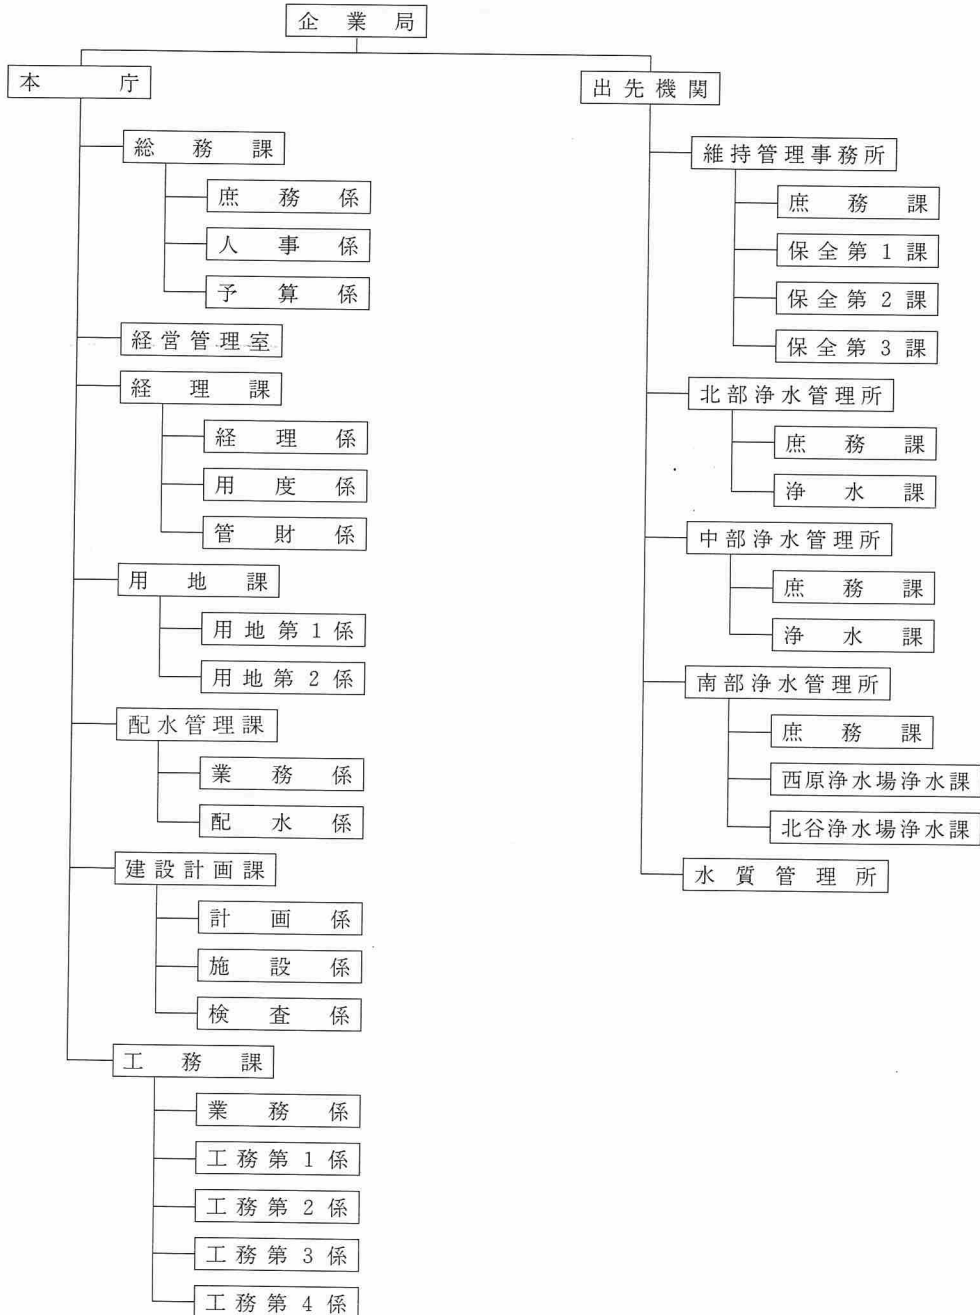 企業局
本庁
総務課
庶務係
人事係
予算係
経営管理室
経理課
経理係
用度係
管財係
用地課
用地第1係
用地第2係
配水管理課
業務係
配水係
建設計画課
計画係
施設係
検査係
工務課
業務係
工務第1係
工務第2係
工務第3係
工務第4係
出先機関
維持管理事務所
庶務課
保全第1課
保全第2課
保全第3課
北部浄水管理所
庶務課
浄水課
中部浄水管理所
庶務課
浄水課
南部浄水管理所
庶務課
西原浄水場浄水課
北谷浄水場浄水課
水質管理所